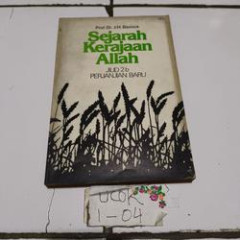 Prof. Dr. J.H. Bavinck
Sejarah
Kerajaan
Allah
JILID 2b
PERJANJIAN BARU
UCOK
1-04